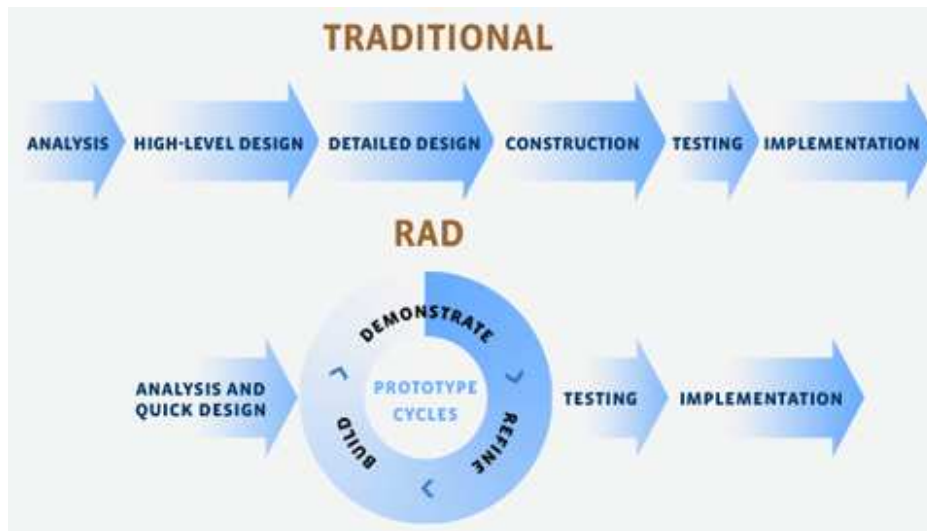 TRADITIONAL
ANALYSIS
HIGH-LEVEL DESIGN
DETAILED DESIGN
CONSTRUCTION
TESTING
IMPLEMENTATION
RAD
ANALYSIS AND
QUICK DESIGN
DEMONSTRATE
REFINE
BUILD
PROTOTYPE
CYCLES
TESTING
IMPLEMENTATION